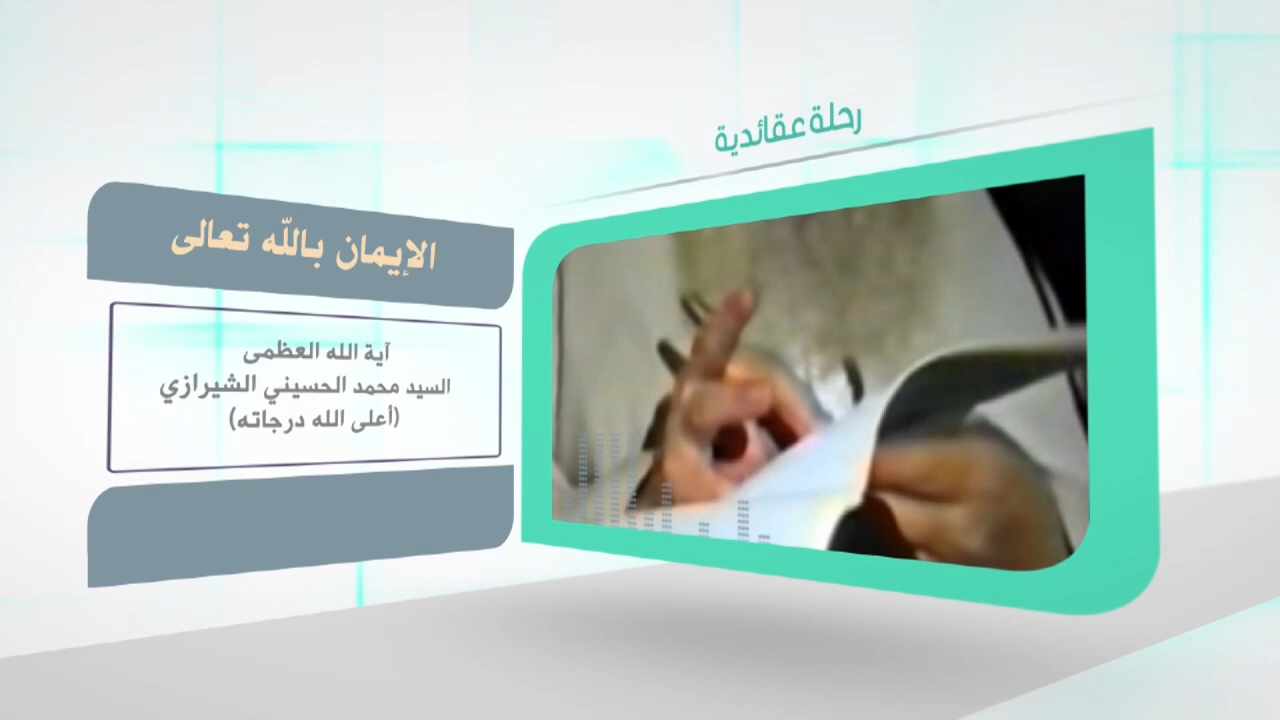 رحلة عقائدية
الإيمان بالله تعالى
آية الله العظمى
السيد محمد الحسيني الشيرازي
(أعلى الله درجاته)